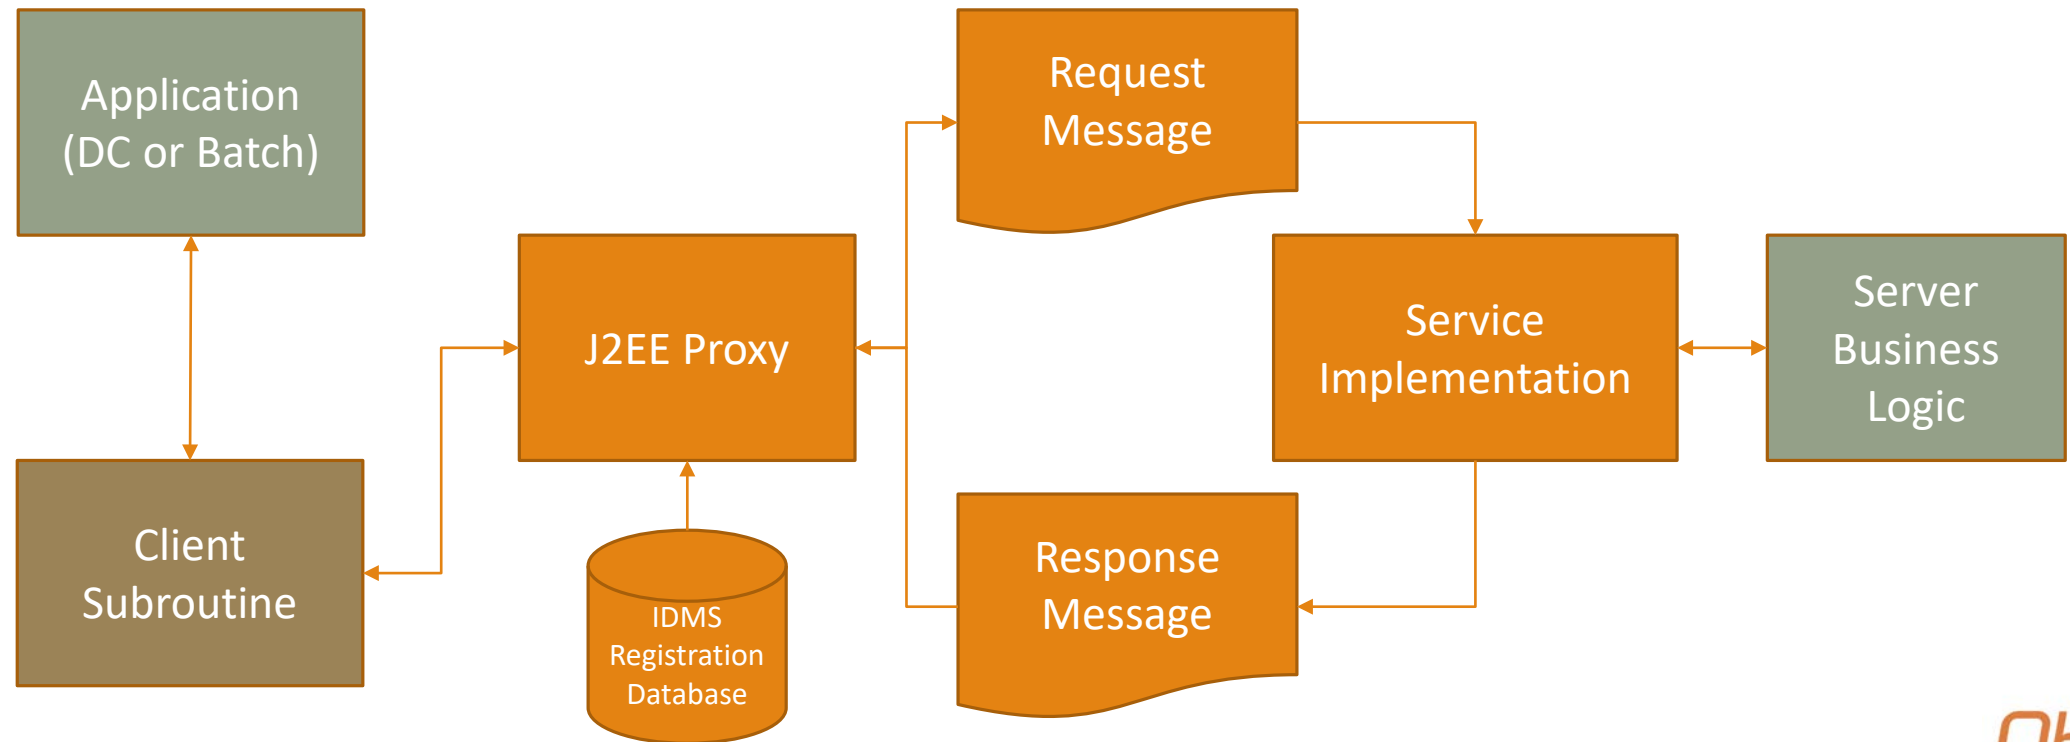 Application
(DC or Batch)
Client
Subroutine
J2EE Proxy
IDMS
Registration
Database
Request
Message
Response
Message
Service
Implementation
Server
Business
Logic